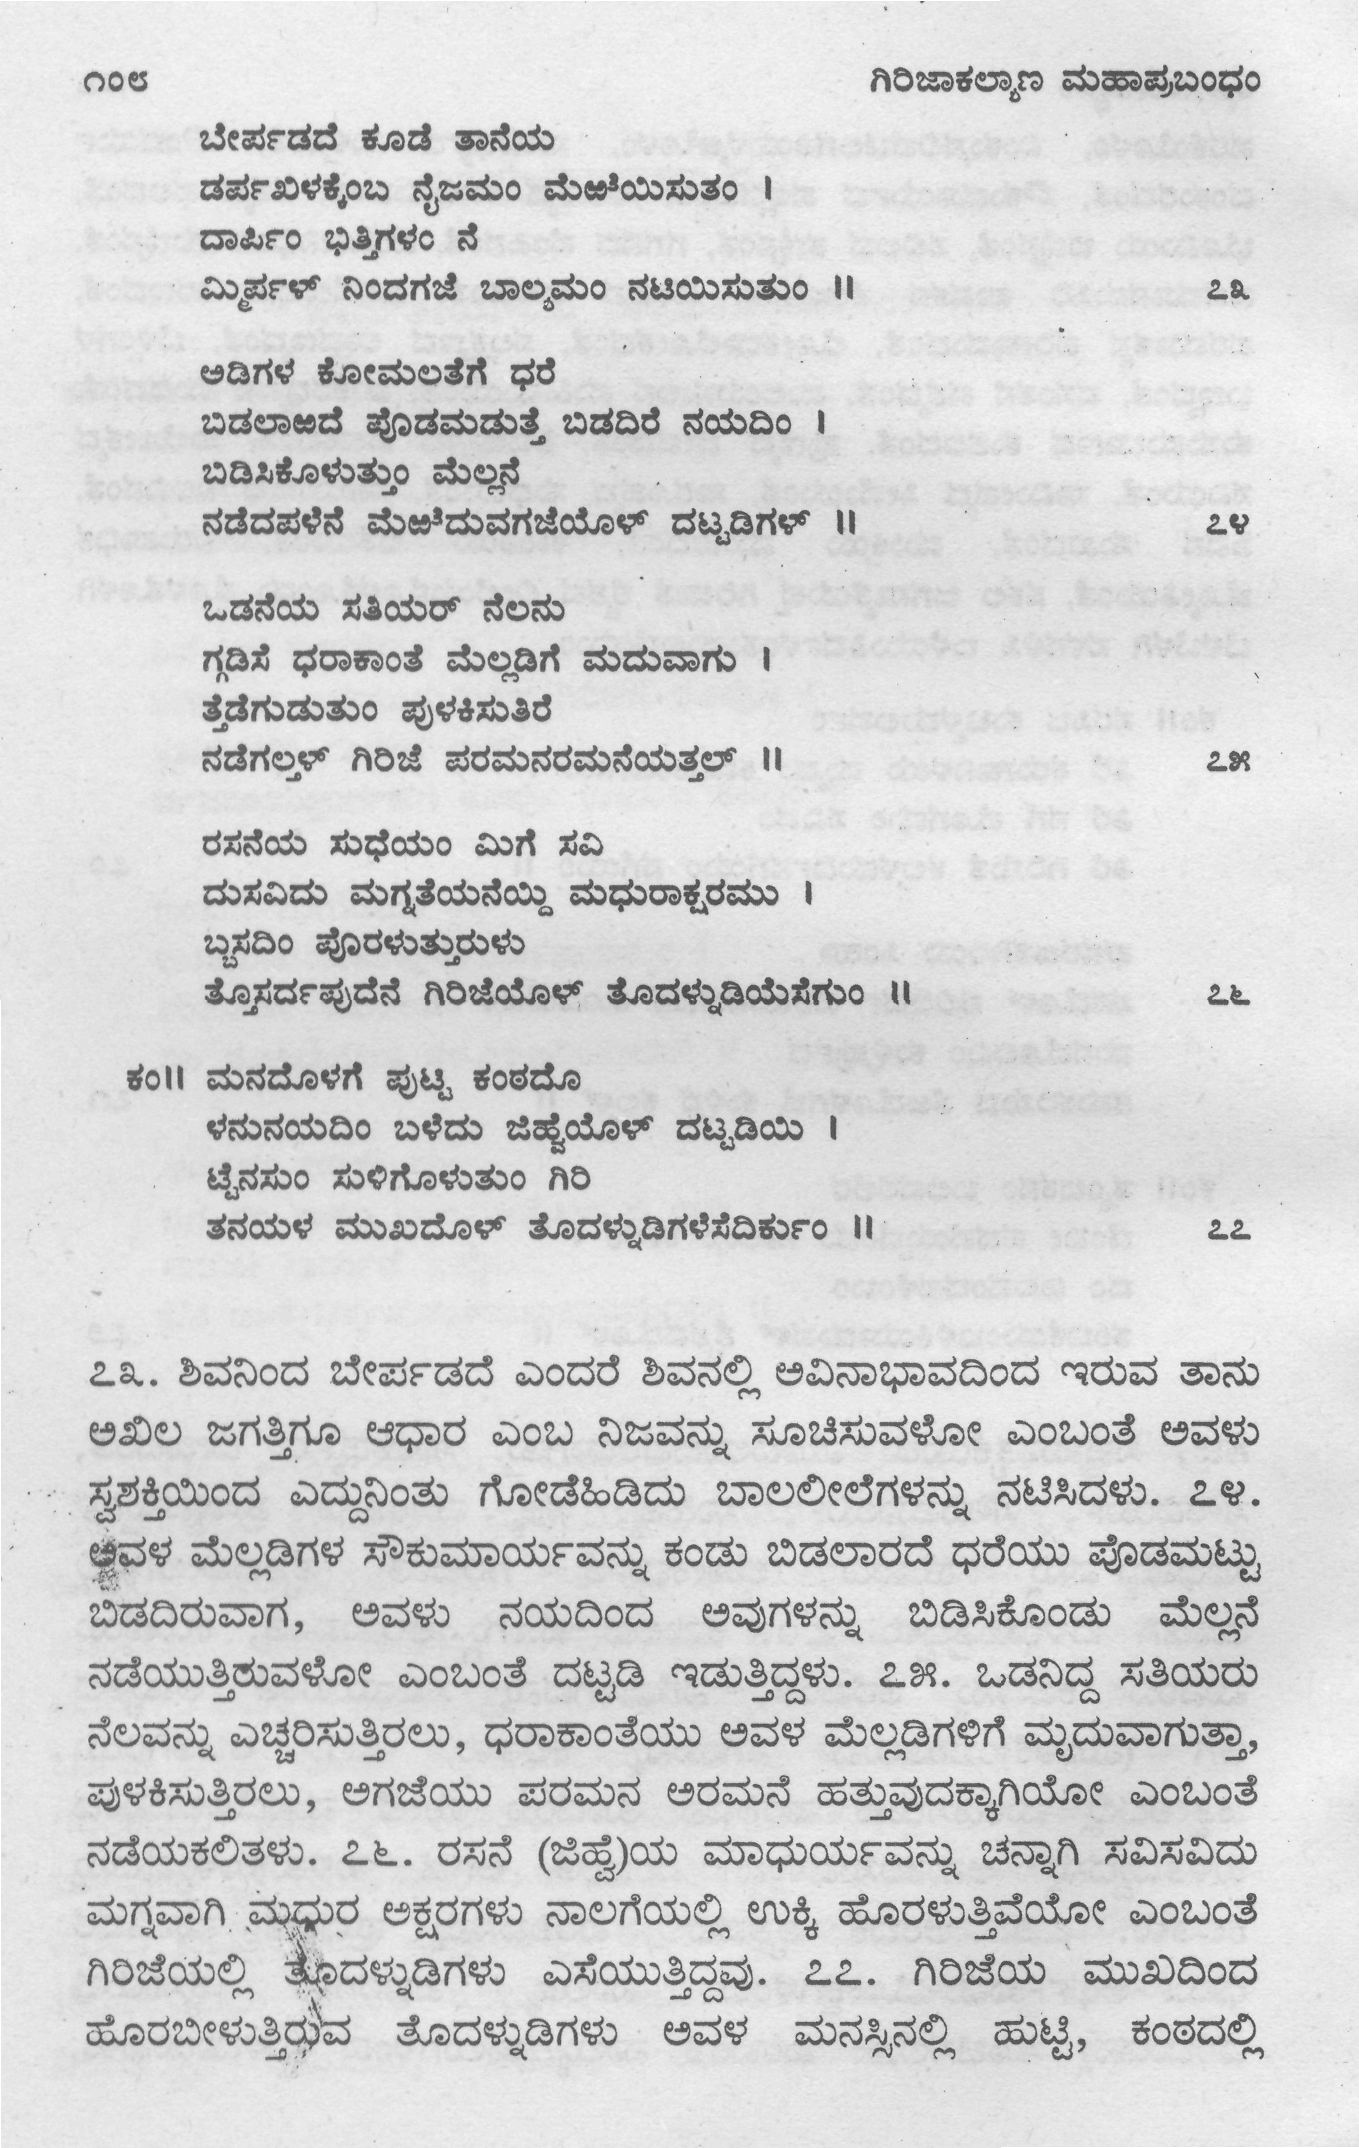 ೧೦೮ ಗಿರಿಜಾಕಲ್ಯಾಣ ಮಹಾಪ್ರಬಂಧಂ
ಬೇರ್ಪಡದೆ ಕೂಡೆ ತಾನೆಯ
ಡರ್ಪಖಿಳಕ್ಕೆಂಬ ನೈಜಮಂ ಮೆಱೆಯಿಸುತಂ ।
ದಾರ್ಪಿಂ ಭಿತ್ತಿಗಳಂ ನೆ
ಮ್ಮಿರ್ಪಳ್ ನಿಂದಗಜೆ ಬಾಲ್ಯಮಂ ನಟಿಯಿಸುತುಂ ॥ ೭೩
ಅಡಿಗಳ ಕೋಮಲತೆಗೆ ಧರೆ
ಬಿಡಲಾಱದೆ ಪೊಡಮಡುತ್ತೆ ಬಿಡದಿರೆ ನಯದಿಂ ।
ಬಿಡಿಸಿಕೊಳುತ್ತುಂ ಮೆಲ್ಲನೆ
ನಡೆದಪಳೆನೆ ಮೆಱೆದುವಗಜೆಯೊಳ್ ದಟ್ಟಡಿಗಳ್ ॥ ೭೪
ಒಡನೆಯ ಸತಿಯರ್ ನೆಲನು
ಗ್ಗಡಿಸೆ ಧರಾಕಾಂತೆ ಮೆಲ್ಲಡಿಗೆ ಮದುವಾಗು ।
ತ್ತೆಡೆಗುಡುತುಂ ಪುಳಕಿಸುತಿರೆ
ನಡೆಗಲ್ತಳ್ ಗಿರಿಜೆ ಪರಮನರಮನೆಯತ್ತಲ್ ॥ ೭೫
ರಸನೆಯ ಸುಧೆಯಂ ಮಿಗೆ ಸವಿ
ದುಸವಿದು ಮಗ್ನತೆಯನೆಯ್ದಿ ಮಧುರಾಕ್ಷರಮು ।
ಬ್ಬಸದಿಂ ಪೊರಳುತ್ತುರುಳು
ತ್ತೊಸರ್ದಪುದೆನೆ ಗಿರಿಜೆಯೊಳ್ ತೊದಳ್ನುಡಿಯೆಸೆಗುಂ ॥ ೭೬
ಕಂ॥ ಮನದೊಳಗೆ ಪುಟ್ಟಿ ಕಂಠದೊ
ಳನುನಯದಿಂ ಬಳೆದು ಜಿಹ್ವೆಯೊಳ್ ದಟ್ಟಡಿಯಿ ।
ಟ್ಟೆನಸುಂ ಸುಳಿಗೊಳುತುಂ ಗಿರಿ
ತನಯಳ ಮುಖದೊಳ್ ತೊದಳ್ನುಡಿಗಳೆಸೆದಿರ್ಕುಂ ॥ ೭೭
೭೩. ಶಿವನಿಂದ ಬೇರ್ಪಡದೆ ಎಂದರೆ ಶಿವನಲ್ಲಿ ಅವಿನಾಭಾವದಿಂದ ಇರುವ ತಾನು
ಅಖಿಲ ಜಗತ್ತಿಗೂ ಆಧಾರ ಎಂಬ ನಿಜವನ್ನು ಸೂಚಿಸುವಳೋ ಎಂಬಂತೆ ಅವಳು
ಸ್ವಶಕ್ತಿಯಿಂದ ಎದ್ದುನಿಂತು ಗೋಡೆಹಿಡಿದು ಬಾಲಲೀಲೆಗಳನ್ನು ನಟಿಸಿದಳು. ೭೪.
ಅವಳ ಮೆಲ್ಲಡಿಗಳ ಸೌಕುಮಾರ್ಯವನ್ನು ಕಂಡು ಬಿಡಲಾರದೆ ಧರೆಯು ಪೊಡಮಟ್ಟು
ಬಿಡದಿರುವಾಗ, ಅವಳು ನಯದಿಂದ ಅವುಗಳನ್ನು ಬಿಡಿಸಿಕೊಂಡು ಮೆಲ್ಲನೆ
ನಡೆಯುತ್ತಿರುವಳೋ ಎಂಬಂತೆ ದಟ್ಟಡಿ ಇಡುತ್ತಿದ್ದಳು. ೭೫. ಒಡನಿದ್ದ ಸತಿಯರು
ನೆಲವನ್ನು ಎಚ್ಚರಿಸುತ್ತಿರಲು, ಧರಾಕಾಂತೆಯು ಅವಳ ಮೆಲ್ಲಡಿಗಳಿಗೆ ಮೃದುವಾಗುತ್ತಾ,
ಪುಳಕಿಸುತ್ತಿರಲು, ಅಗಜೆಯು ಪರಮನ ಅರಮನೆ ಹತ್ತುವುದಕ್ಕಾಗಿಯೋ ಎಂಬಂತೆ
ನಡೆಯಕಲಿತಳು. ೭೬. ರಸನೆ (ಜಿಹ್ವೆ)ಯ ಮಾಧುರ್ಯವನ್ನು ಚನ್ನಾಗಿ ಸವಿಸವಿದು
ಮಗ್ನವಾಗಿ ಮಧುರ ಅಕ್ಷರಗಳು ನಾಲಗೆಯಲ್ಲಿ ಉಕ್ಕಿ ಹೊರಳುತ್ತಿವೆಯೋ ಎಂಬಂತೆ
ಗಿರಿಜೆಯಲ್ಲಿ ತೊದಳ್ನುಡಿಗಳು ಎಸೆಯುತ್ತಿದ್ದವು. ೭೭. ಗಿರಿಜೆಯ ಮುಖದಿಂದ
ಹೊರಬೀಳುತ್ತಿರುವ ತೊದಳ್ನುಡಿಗಳು ಅವಳ ಮನಸ್ಸಿನಲ್ಲಿ ಹುಟ್ಟಿ, ಕಂಠದಲ್ಲಿ